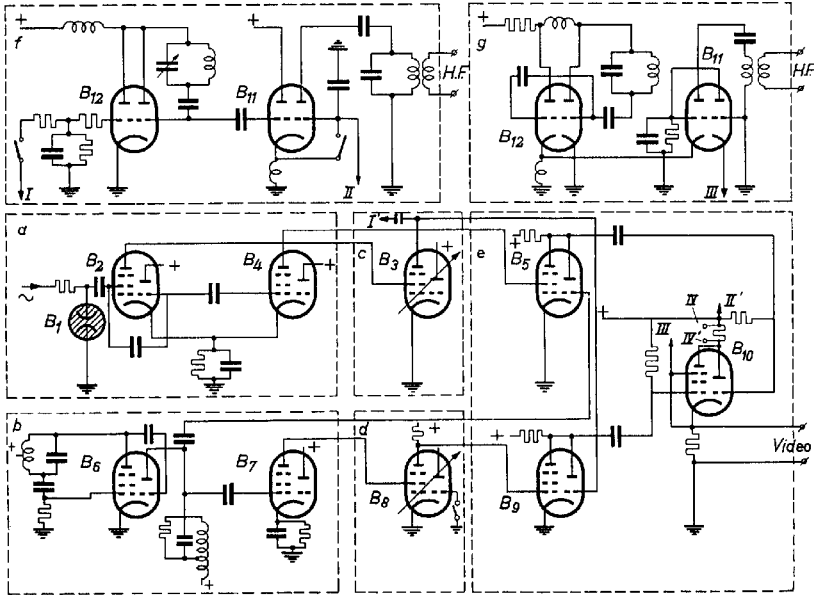 +
f
B12
B11
H.F.
I
II
+
g
B11
H.F.
B12
III
a
B2
B4
+
+
~
B1
I'
c
B3
+
e
+
B5
+
III
IV
II'
IV'
B10
b
+
B6
B7
+
+
d
+
B8
+
B9
Video